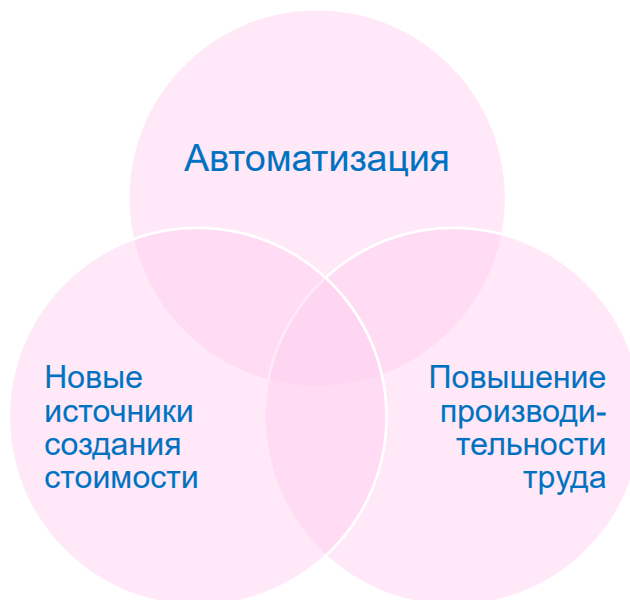 Автоматизация
Новые
источники
создания
стоимости
Повышение
производи-
тельности
труда